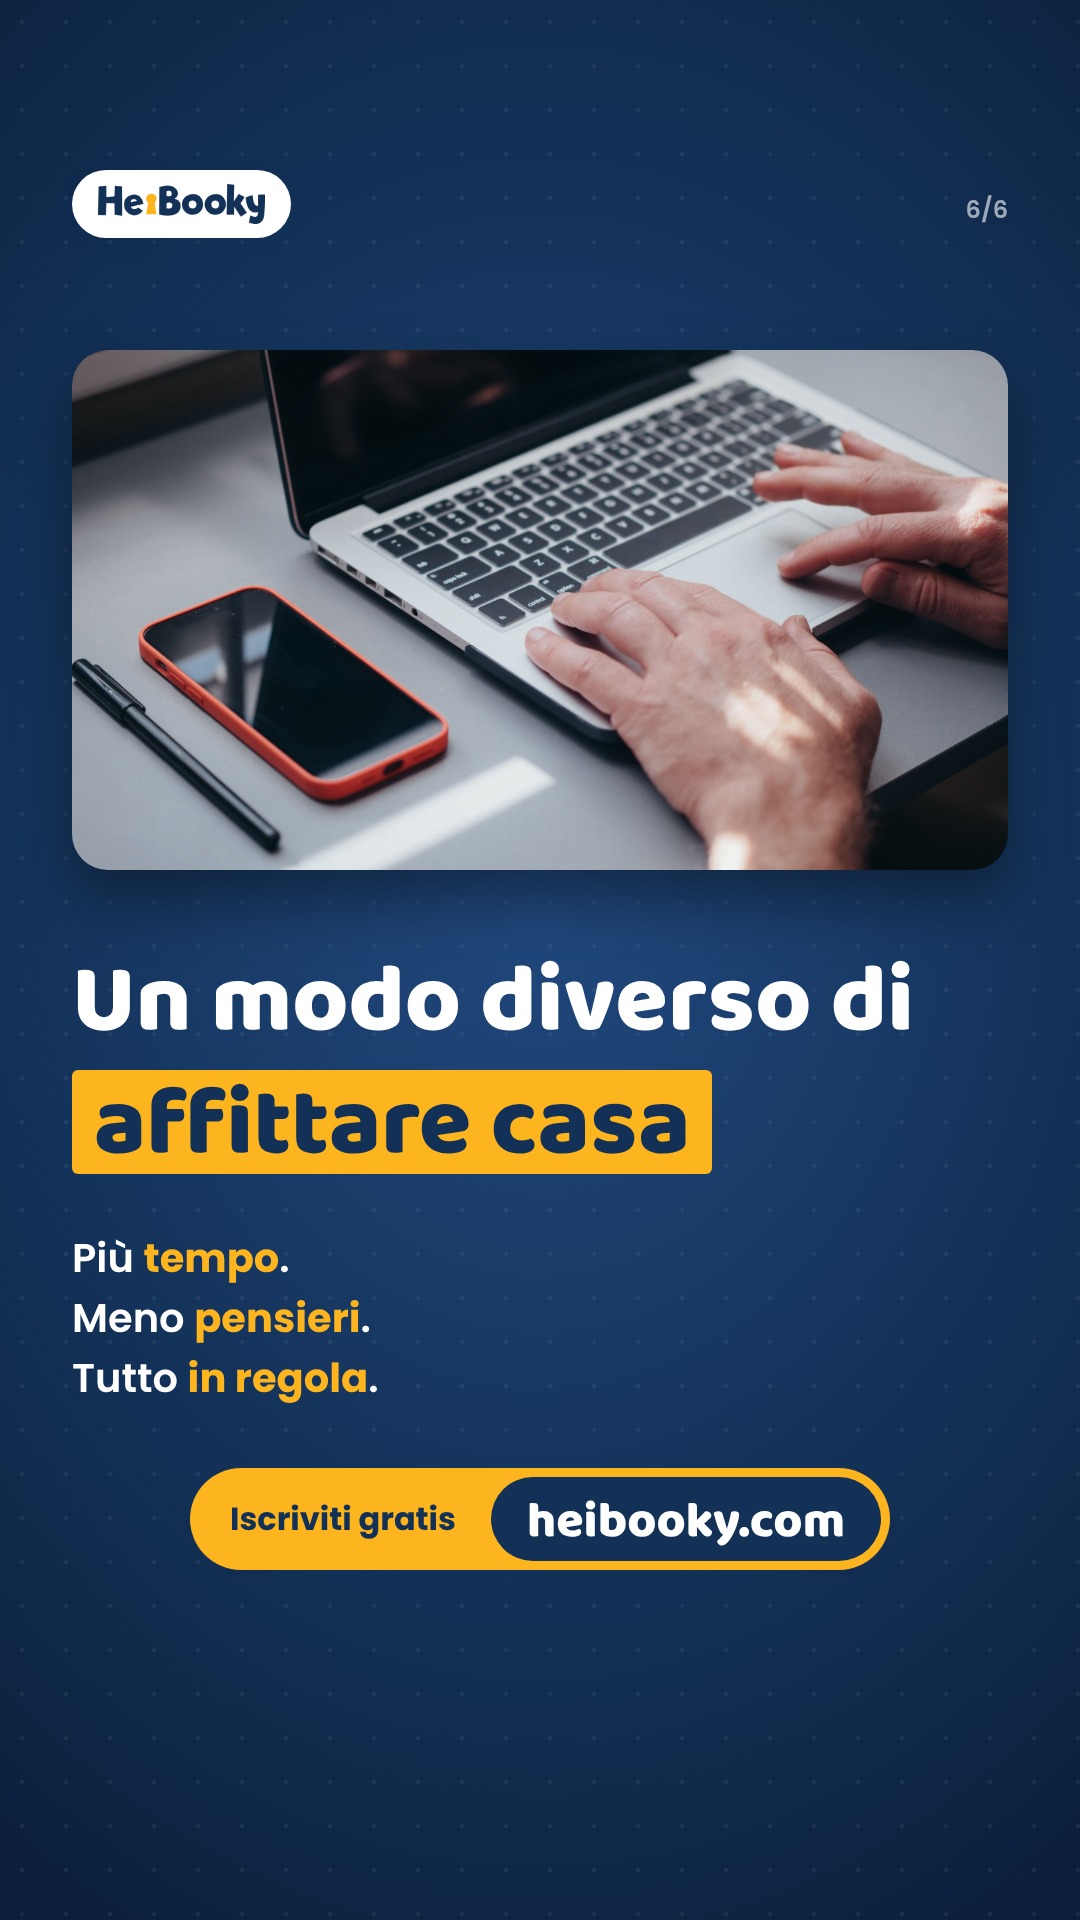 HeiBooky
6/6
Un modo diverso di
affittare casa
Più tempo.
Meno pensieri.
Tutto in regola.
Iscriviti gratis
heibooky.com